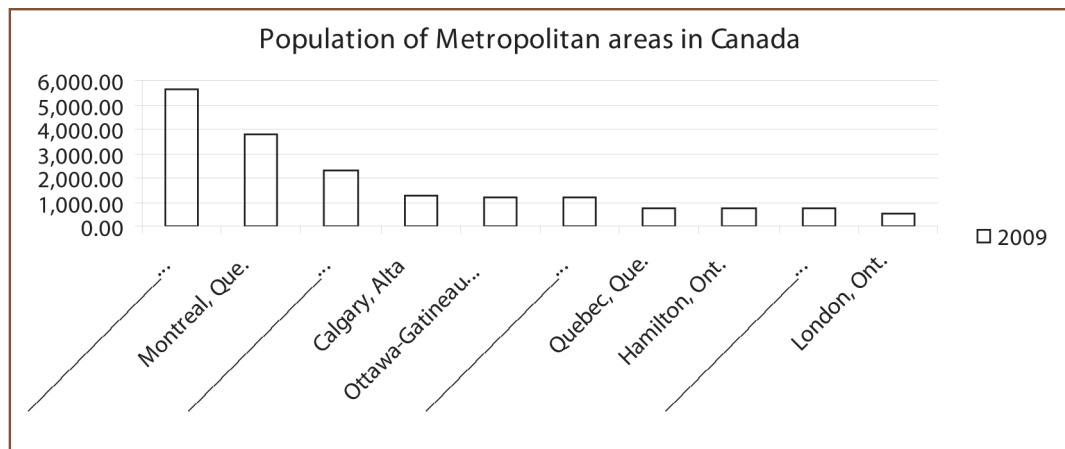 Population of Metropolitan areas in Canada
6,000.00
5,000.00
4,000.00
3,000.00
2,000.00
1,000.00
0.00
2009
...
Montreal, Que.
...
Calgary, Alta
Ottawa-Gatineau...
...
Quebec, Que.
Hamilton, Ont.
...
London, Ont.